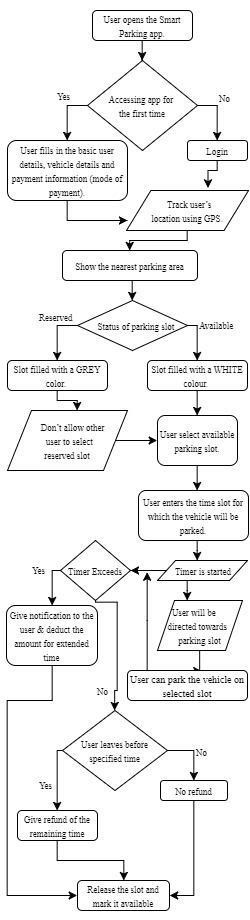 User opens the Smart
Parking app.
Accessing app for
the first time
Yes
No
User fills in the basic user
details, vehicle details and
payment information (mode of
payment).
Login
Track user's
location using GPS.
Show the nearest parking area
Status of parking slot
Reserved
Available
Slot filled with a GREY
color.
Slot filled with a WHITE
colour.
Don't allow other
user to select
reserved slot
User select available
parking slot.
User enters the time slot for
which the vehicle will be
parked.
Yes
Timer Exceeds
Timer is started
Give notification to the
user & deduct the
amount for extended
time
User will be
directed towards
parking slot
User can park the vehicle on
selected slot
No
User leaves before
specified time
No
Yes
No refund
Give refund of the
remaining time
Release the slot and
mark it available